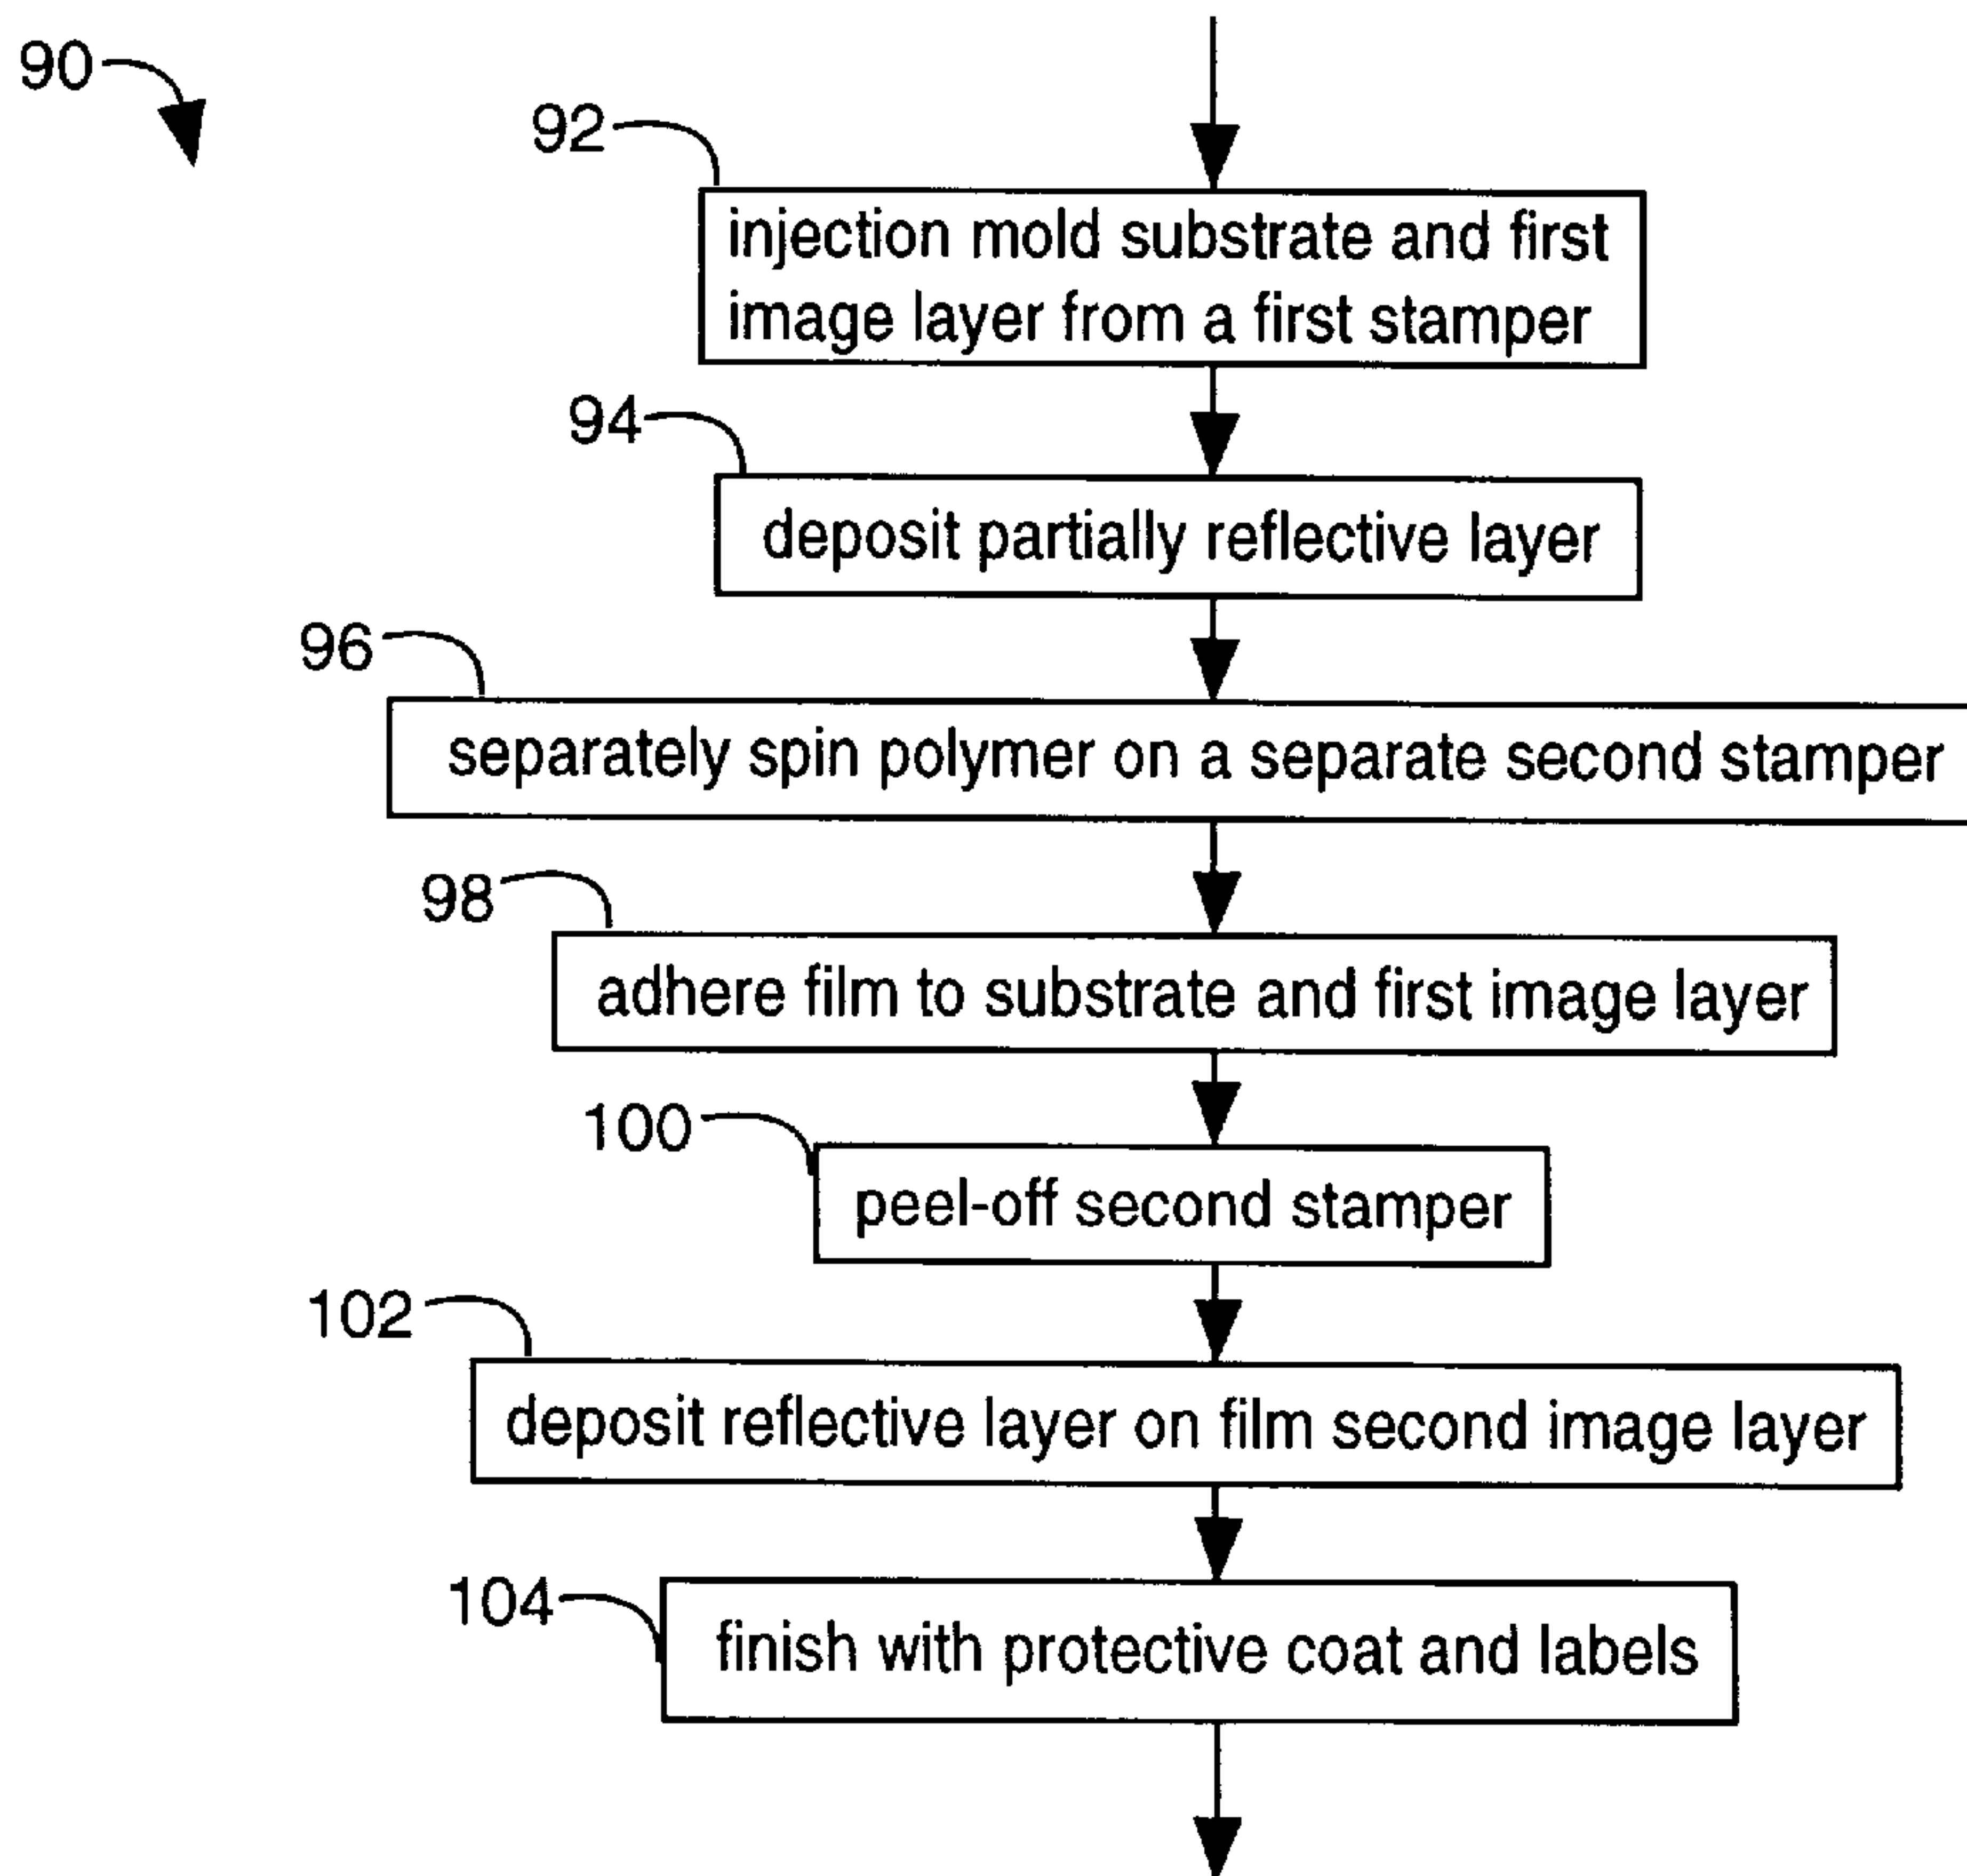 90
92
injection mold substrate and first
image layer from a first stamper
94
deposit partially reflective layer
96
separately spin polymer on a separate second stamper
98
adhere film to substrate and first image layer
100
peel-off second stamper
102
deposit reflective layer on film second image layer
104
finish with protective coat and labels